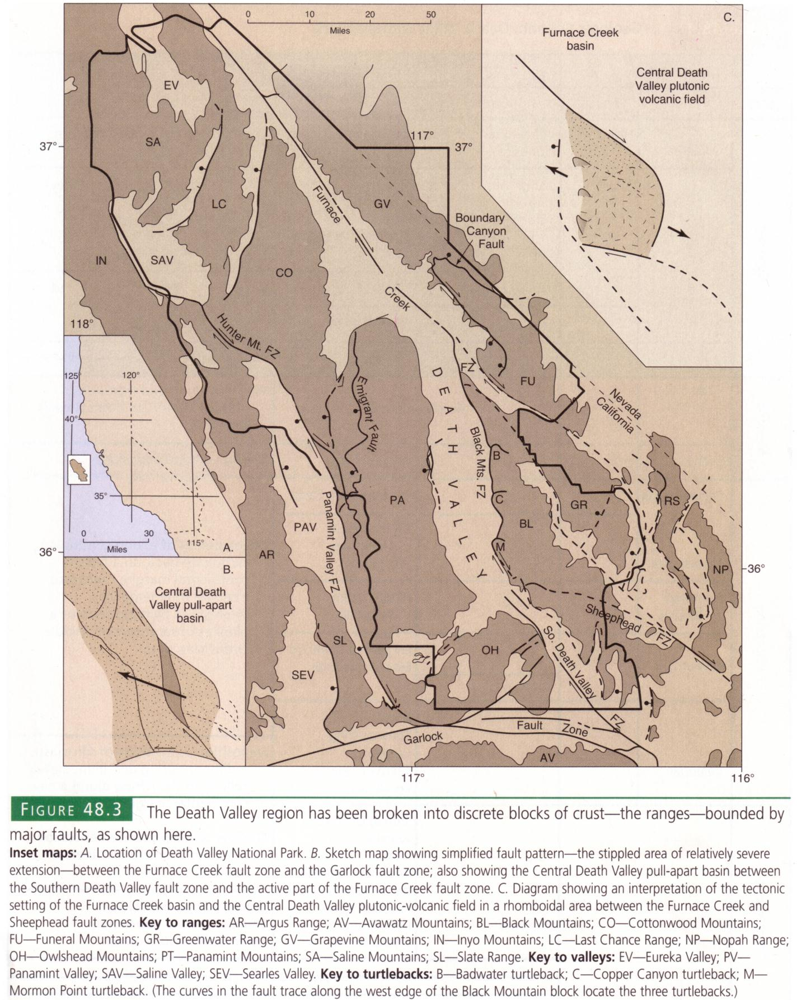 0 10 20 50
Miles
C.
Furnace Creek
basin
Central Death
Valley plutonic
volcanic field
EV
SA
117°
37°
37°
LC
Furnace
GV
Boundary
Canyon
Fault
IN
SAV
CO
Creek
118°
Hunter Mt. FZ
125°
120°
40°
35°
0 30
Miles
115°
A.
FZ
FU
DEATH VALLEY
Emigrant Fault
Nevada
California
Black Mts. FZ
B
C
M
PA
BL
GR
RS
NP
PAV
Panamint Valley FZ
AR
36°
36°
B.
Central Death
Valley pull-apart
basin
Sheephead
FZ
SL
OH
So. Death Valley
FZ
SEV
Garlock
Fault
Zone
AV
117°
116°
FIGURE 48.3 The Death Valley region has been broken into discrete blocks of crust—the ranges—bounded by
major faults, as shown here.
Inset maps: A. Location of Death Valley National Park. B. Sketch map showing simplified fault pattern—the stippled area of relatively severe
extension—between the Furnace Creek fault zone and the Garlock fault zone; also showing the Central Death Valley pull-apart basin between
the Southern Death Valley fault zone and the active part of the Furnace Creek fault zone. C. Diagram showing an interpretation of the tectonic
setting of the Furnace Creek basin and the Central Death Valley plutonic-volcanic field in a rhomboidal area between the Furnace Creek and
Sheephead fault zones. Key to ranges: AR—Argus Range; AV—Avawatz Mountains; BL—Black Mountains; CO—Cottonwood Mountains;
FU—Funeral Mountains; GR—Greenwater Range; GV—Grapevine Mountains; IN—Inyo Mountains; LC—Last Chance Range; NP—Nopah Range;
OH—Owlshead Mountains; PT—Panamint Mountains; SA—Saline Mountains; SL—Slate Range. Key to valleys: EV—Eureka Valley; PV—
Panamint Valley; SAV—Saline Valley; SEV—Searles Valley. Key to turtlebacks: B—Badwater turtleback; C—Copper Canyon turtleback; M—
Mormon Point turtleback. (The curves in the fault trace along the west edge of the Black Mountain block locate the three turtlebacks.)